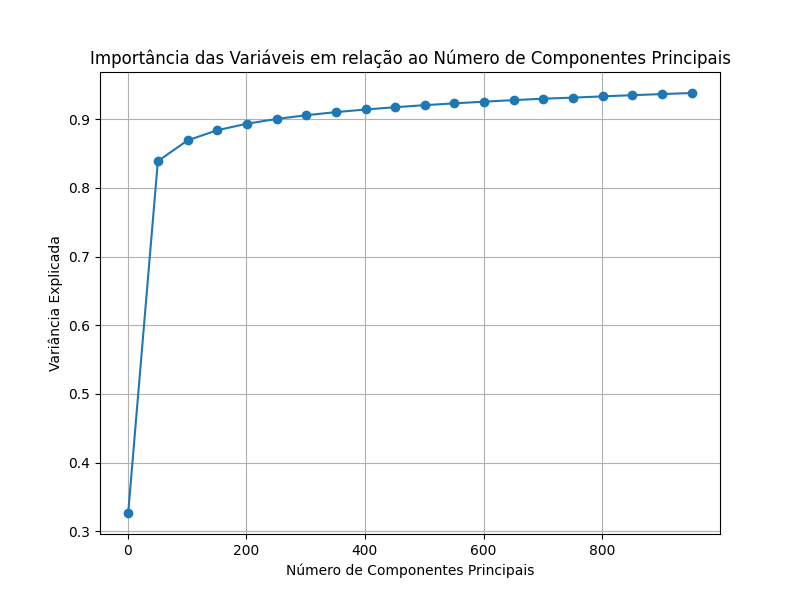 Importância das Variáveis em relação ao Número de Componentes Principais
Variância Explicada
0.9
0.8
0.7
0.6
0.5
0.4
0.3
0 200 400 600 800
Número de Componentes Principais